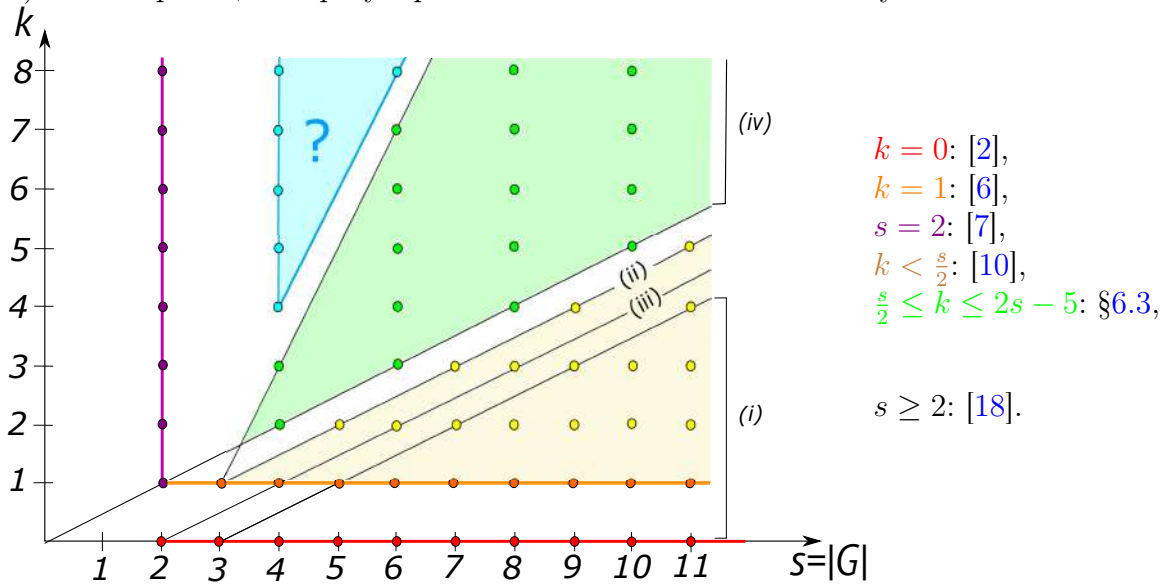 k
8
7
6
5
4
3
2
1
?
(ii)
(iii)
(iv)
(i)
1 2 3 4 5 6 7 8 9 10 11 s=|G|
k = 0: [2],
k = 1: [6],
s = 2: [7],
k < s/2: [10],
s/2 ≤ k ≤ 2s − 5: §6.3,
s ≥ 2: [18].